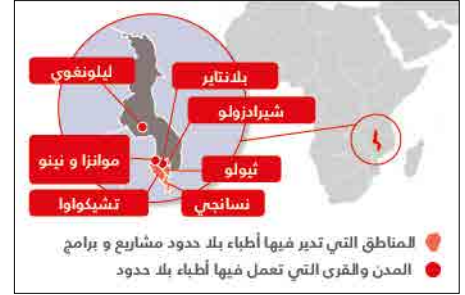 ليلونغوي
بلانتاير
شيرادزولو
موانزا و نينو
ثيولو
تشيكواوا
نسانجي
المناطق التي تدير فيها أطباء بلا حدود مشاريع و برامج
المدن والقرى التي تعمل فيها أطباء بلا حدود